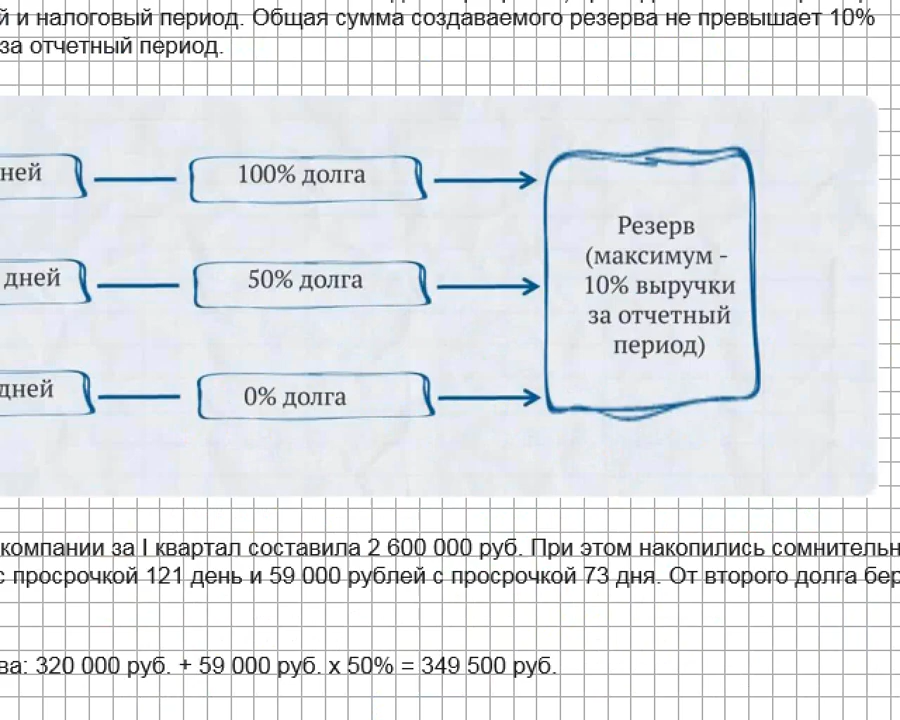 й и налоговый период. Общая сумма создаваемого резерва не превышает 10%
за отчетный период.
ней
100% долга
дней
50% долга
дней
0% долга
Резерв
(максимум -
10% выручки
за отчетный
период)
компании за I квартал составила 2 600 000 руб. При этом накопились сомнительн
с просрочкой 121 день и 59 000 рублей с просрочкой 73 дня. От второго долга бер
ва: 320 000 руб. + 59 000 руб. х 50% = 349 500 руб.